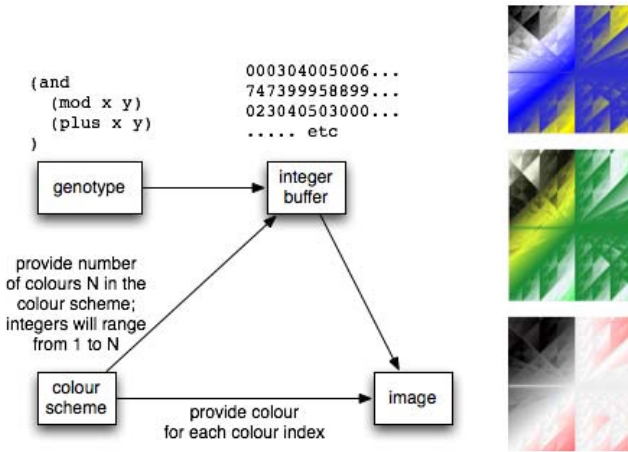 (and
(mod x y)
(plus x y)
)
000304005006...
747399958899...
023040503000...
..... etc
genotype
integer
buffer
provide number
of colours N in the
colour scheme;
integers will range
from 1 to N
colour
scheme
provide colour
for each colour index
image